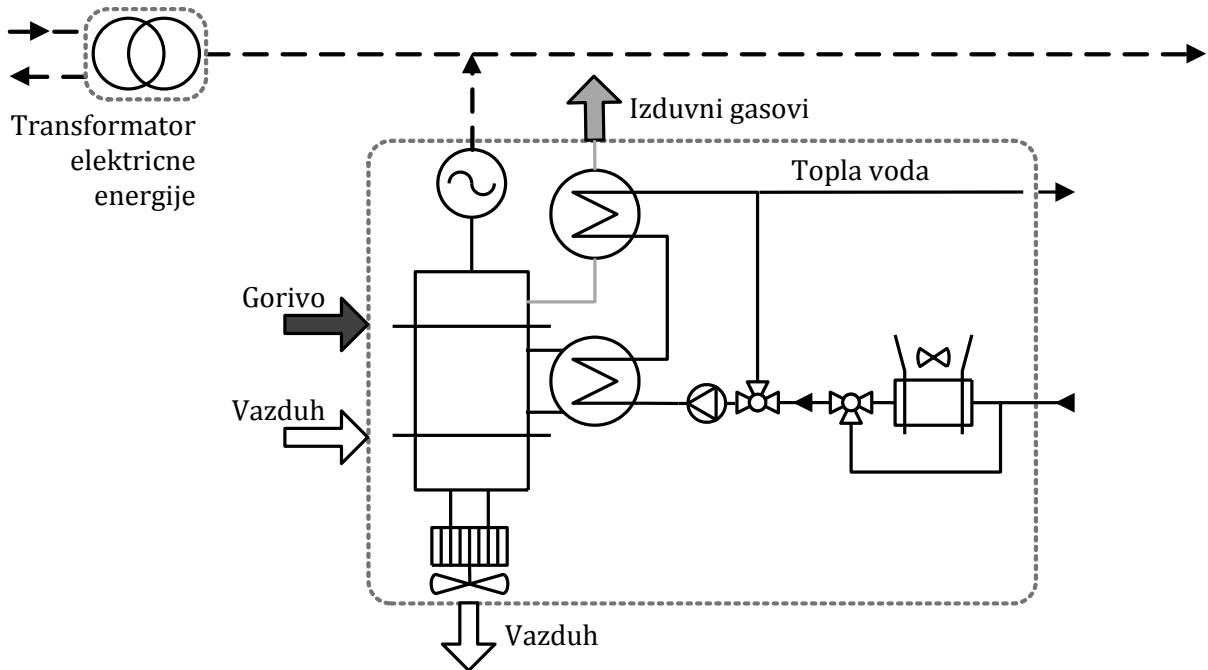 Transformator
elektricne
energije
Izduvni gasovi
Topla voda
Gorivo
Vazduh
Vazduh